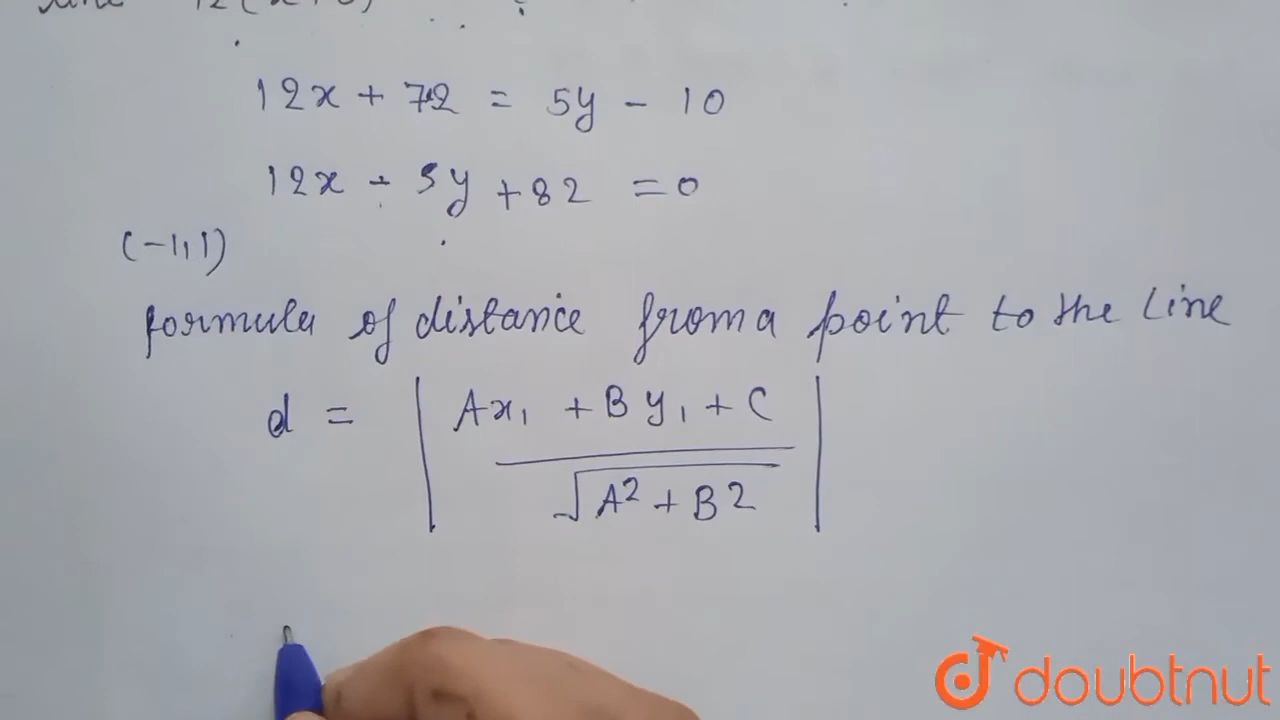 12x + 72 = 5y - 10
12x - 5y + 82 = 0
(-1,1)
formula of distance from a point to the line
d = | Ax₁ + By₁ + C / √A² + B² |
doubtnut